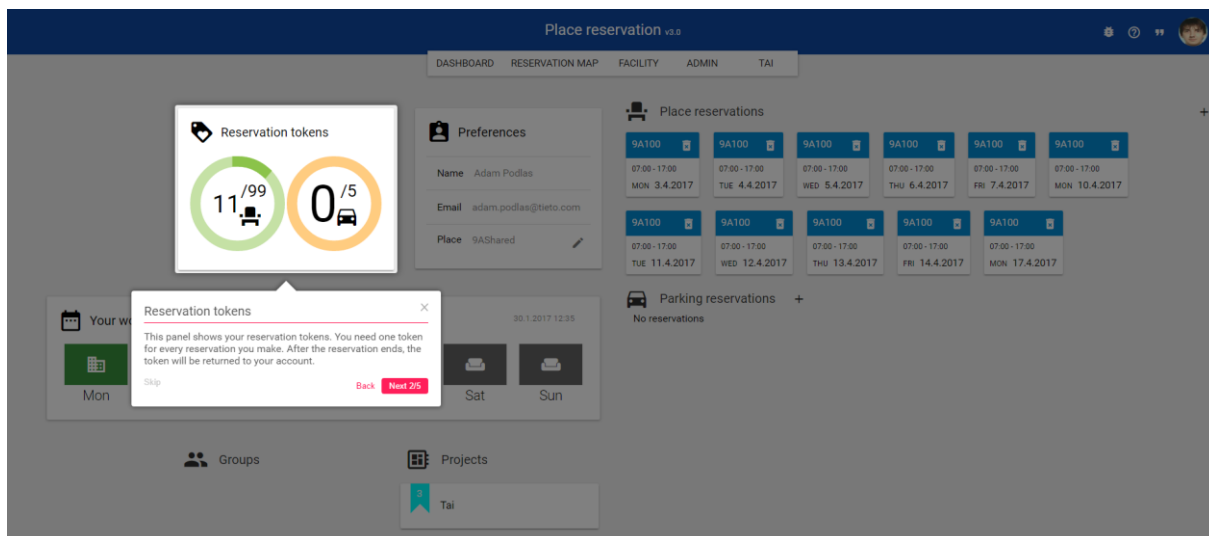 Place reservation v3.0
DASHBOARD RESERVATION MAP FACILITY ADMIN TAI
Reservation tokens
11/99
0/5
Preferences
Name Adam Podlas
Email adam.podlas@tieto.com
Place 9AShared
Place reservations +
9A100 9A100 9A100 9A100 9A100 9A100
07:00 - 17:00 07:00 - 17:00 07:00 - 17:00 07:00 - 17:00 07:00 - 17:00 07:00 - 17:00
MON 3.4.2017 TUE 4.4.2017 WED 5.4.2017 THU 6.4.2017 FRI 7.4.2017 MON 10.4.2017
9A100 9A100 9A100 9A100 9A100
07:00 - 17:00 07:00 - 17:00 07:00 - 17:00 07:00 - 17:00 07:00 - 17:00
TUE 11.4.2017 WED 12.4.2017 THU 13.4.2017 FRI 14.4.2017 MON 17.4.2017
Parking reservations +
No reservations
Your wo
30.1.2017 12:35
Mon Sat Sun
Reservation tokens ×
This panel shows your reservation tokens. You need one token
for every reservation you make. After the reservation ends, the
token will be returned to your account.
Skip Back Next 2/5
Groups
Projects
3
Tai